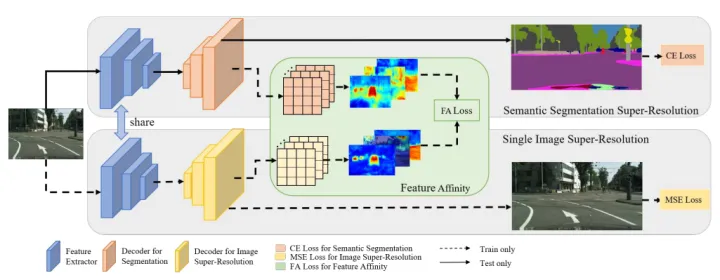 CE Loss
FA Loss
Semantic Segmentation Super-Resolution
share
Single Image Super-Resolution
Feature Affinity
MSE Loss
Feature
Extractor
Decoder for
Segmentation
Decoder for Image
Super-Resolution
CE Loss for Semantic Segmentation
MSE Loss for Image Super-Resolution
FA Loss for Feature Affinity
Train only
Test only